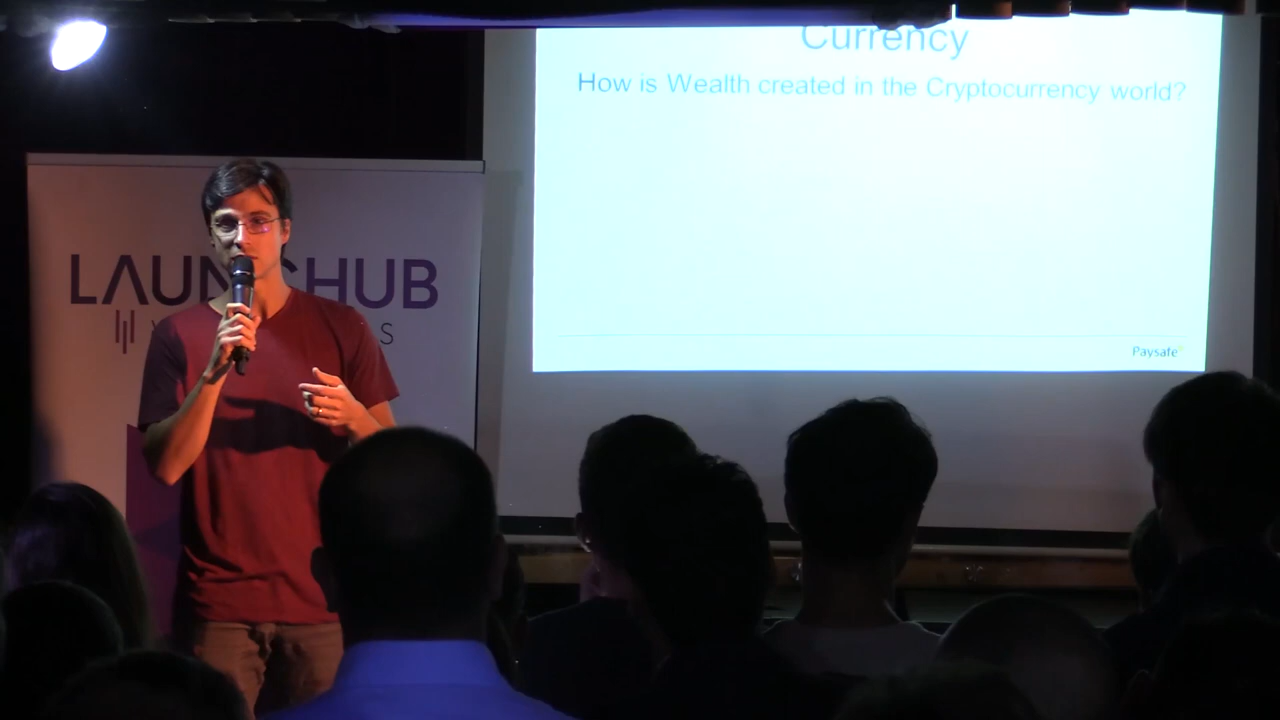 Currency
How is Wealth created in the Cryptocurrency world?
Paysafe
LAUN HUB
S